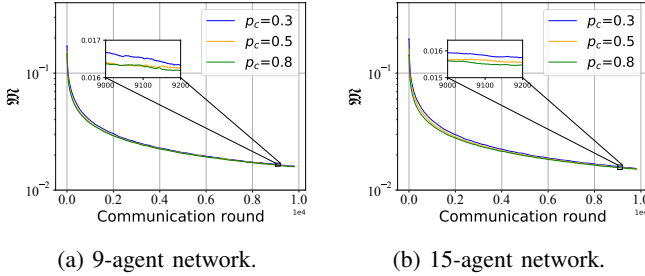 0.017
0.016
9000 9100 9200
p_c=0.3
p_c=0.5
p_c=0.8
10^{-1}
10^{-2}
𝔐
0.0 0.2 0.4 0.6 0.8 1.0
1e4
Communication round
(a) 9-agent network.
0.016
0.015
9000 9100 9200
p_c=0.3
p_c=0.5
p_c=0.8
10^{-1}
10^{-2}
𝔐
0.0 0.2 0.4 0.6 0.8 1.0
1e4
Communication round
(b) 15-agent network.